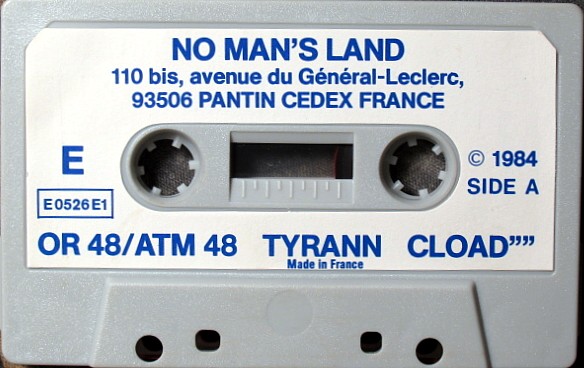 NO MAN'S LAND
110 bis, avenue du Général-Leclerc,
93506 PANTIN CEDEX FRANCE
E
© 1984
E0526E1
SIDE A
OR 48/ATM 48 TYRANN CLOAD""
Made in France